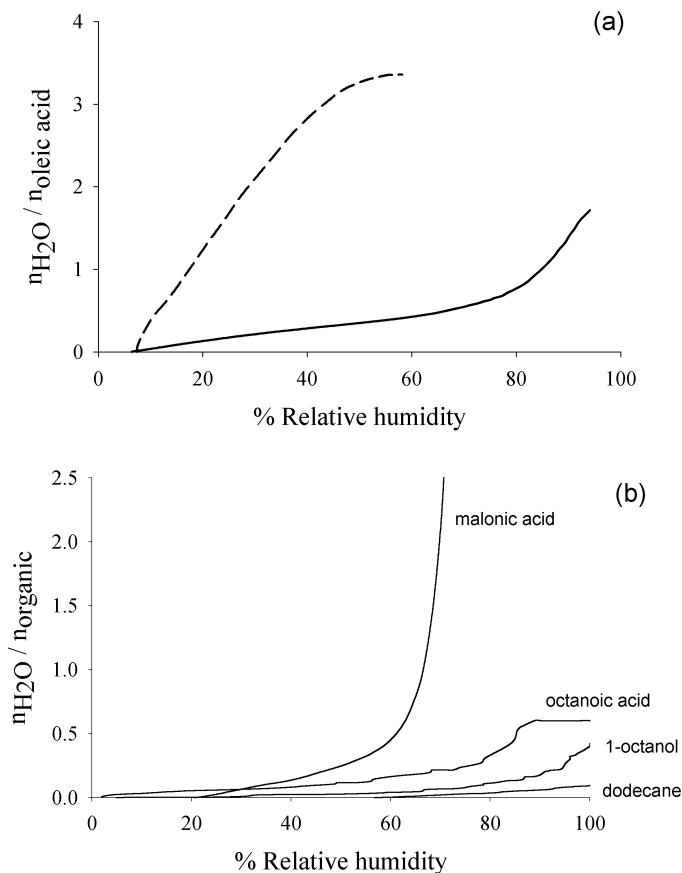 (a)
4
3
2
1
0
nH2O / noleic acid
0 20 40 60 80 100
% Relative humidity
(b)
2.5
2.0
1.5
1.0
0.5
0.0
nH2O / norganic
malonic acid
octanoic acid
1-octanol
dodecane
0 20 40 60 80 100
% Relative humidity